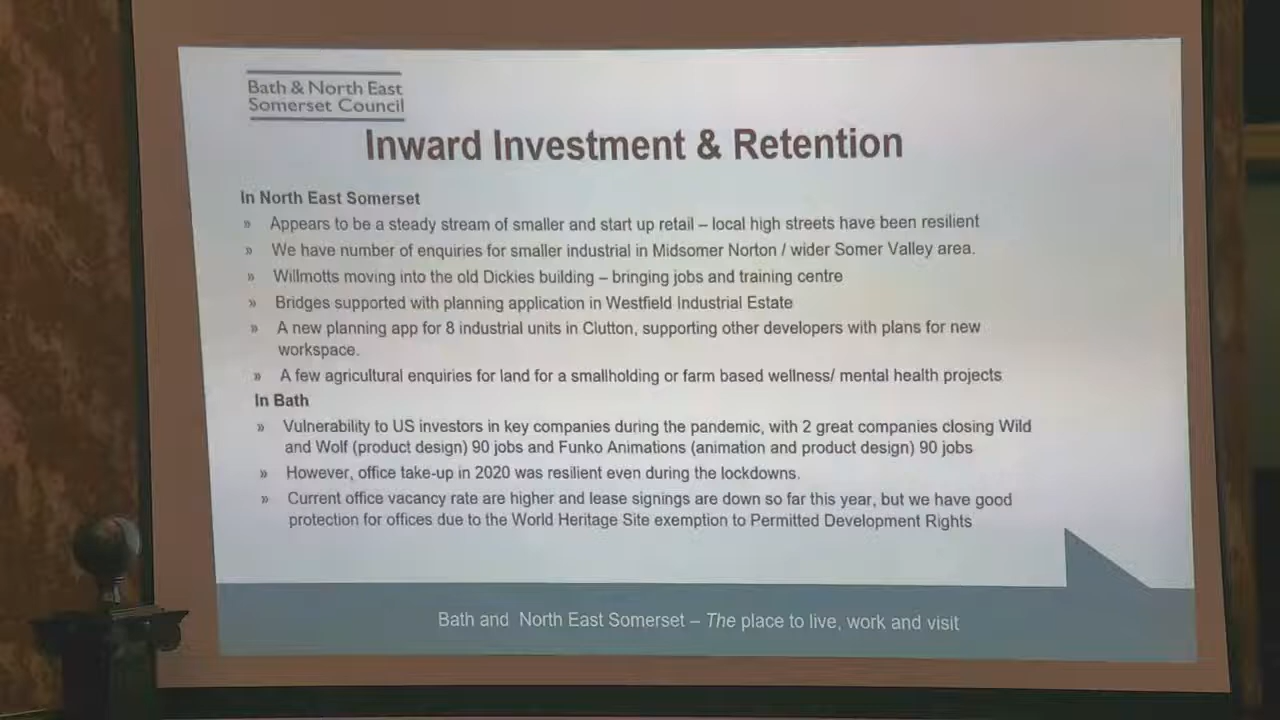 Bath & North East
Somerset Council
Inward Investment & Retention
In North East Somerset
» Appears to be a steady stream of smaller and start up retail – local high streets have been resilient
» We have number of enquiries for smaller industrial in Midsomer Norton / wider Somer Valley area.
» Willmotts moving into the old Dickies building – bringing jobs and training centre
» Bridges supported with planning application in Westfield Industrial Estate
» A new planning app for 8 industrial units in Clutton, supporting other developers with plans for new
workspace.
» A few agricultural enquiries for land for a smallholding or farm based wellness/ mental health projects
In Bath
» Vulnerability to US investors in key companies during the pandemic, with 2 great companies closing Wild
and Wolf (product design) 90 jobs and Funko Animations (animation and product design) 90 jobs
» However, office take-up in 2020 was resilient even during the lockdowns.
» Current office vacancy rate are higher and lease signings are down so far this year, but we have good
protection for offices due to the World Heritage Site exemption to Permitted Development Rights
Bath and North East Somerset – The place to live, work and visit